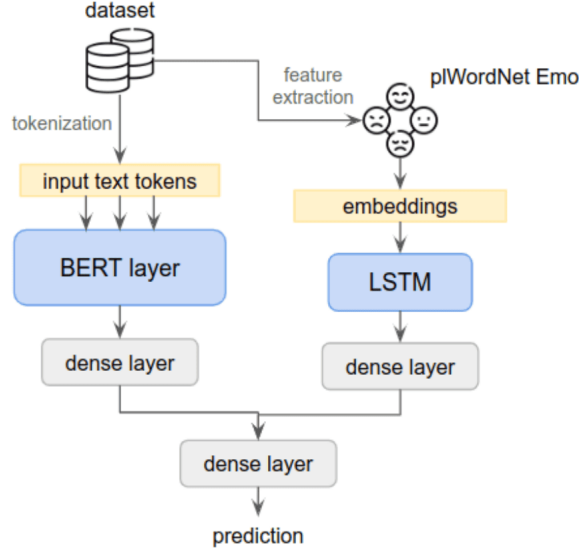 dataset
feature
extraction
plWordNet Emo
tokenization
input text tokens
embeddings
BERT layer
LSTM
dense layer
dense layer
dense layer
prediction